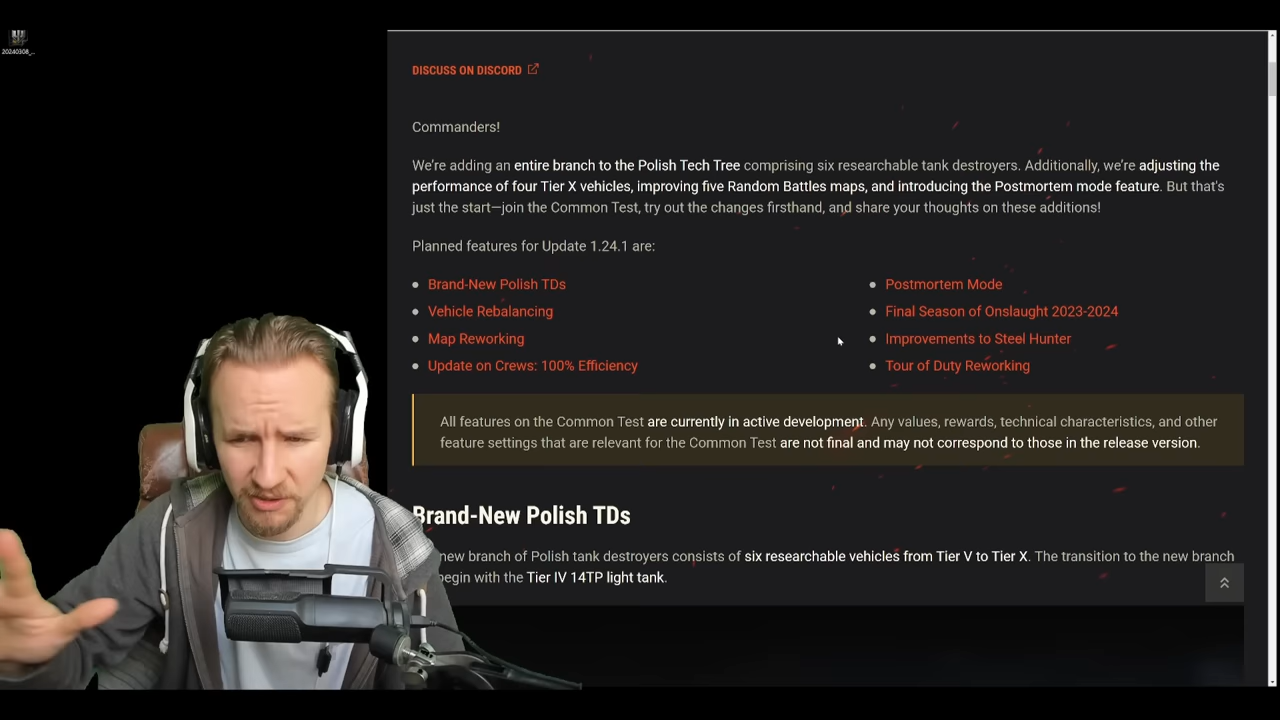 20240308_...
DISCUSS ON DISCORD
Commanders!
We're adding an entire branch to the Polish Tech Tree comprising six researchable tank destroyers. Additionally, we're adjusting the
performance of four Tier X vehicles, improving five Random Battles maps, and introducing the Postmortem mode feature. But that's
just the start—join the Common Test, try out the changes firsthand, and share your thoughts on these additions!
Planned features for Update 1.24.1 are:
Brand-New Polish TDs
Vehicle Rebalancing
Map Reworking
Update on Crews: 100% Efficiency
Postmortem Mode
Final Season of Onslaught 2023-2024
Improvements to Steel Hunter
Tour of Duty Reworking
All features on the Common Test are currently in active development. Any values, rewards, technical characteristics, and other
feature settings that are relevant for the Common Test are not final and may not correspond to those in the release version.
Brand-New Polish TDs
new branch of Polish tank destroyers consists of six researchable vehicles from Tier V to Tier X. The transition to the new branch
begin with the Tier IV 14TP light tank.